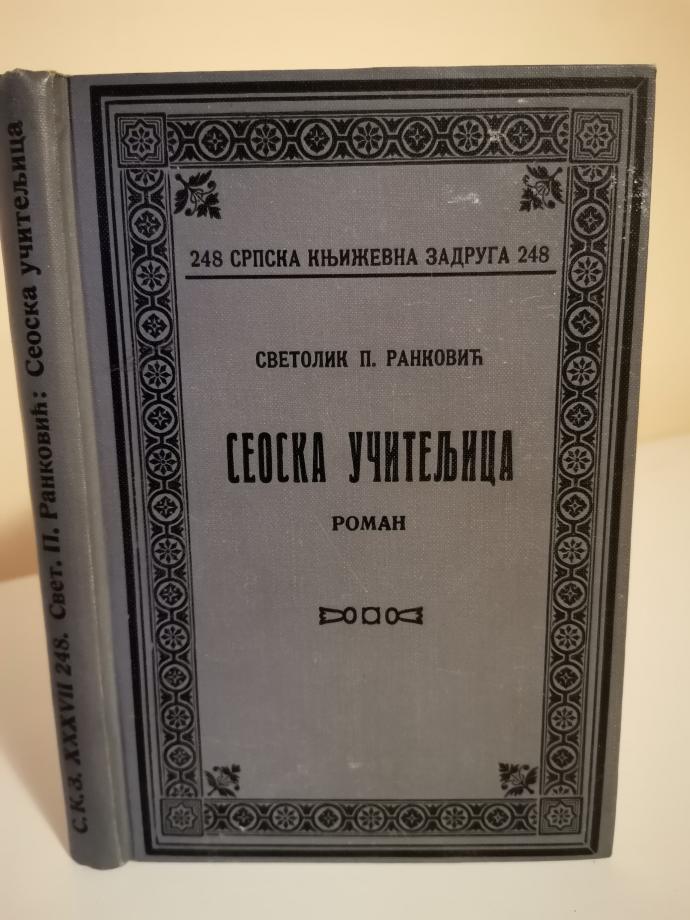 С.К.З. XXXVII 248. Свет. П. Ранковић: Сеоска учитељица
248 СРПСКА КЊИЖЕВНА ЗАДРУГА 248
СВЕТОЛИК П. РАНКОВИЋ
СЕОСКА УЧИТЕЉИЦА
РОМАН